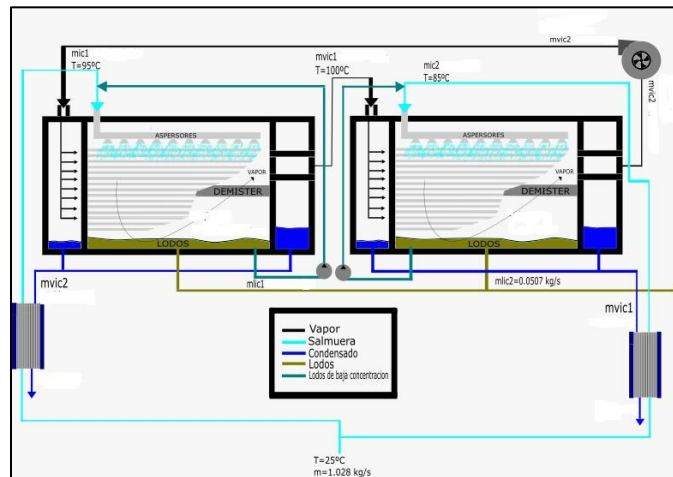 mic1
T=95ºC
mvic1
T=100ºC
mic2
T=85ºC
mvic2
mvic2
ASPERSORES
VAPOR
DEMISTER
LODOS
ASPERSORES
VAPOR
DEMISTER
LODOS
mvic2
mlic1
mlic2=0.0507 kg/s
mvic1
Vapor
Salmuera
Condensado
Lodos
Lodos de baja concentracion
T=25ºC
m=1.028 kg/s